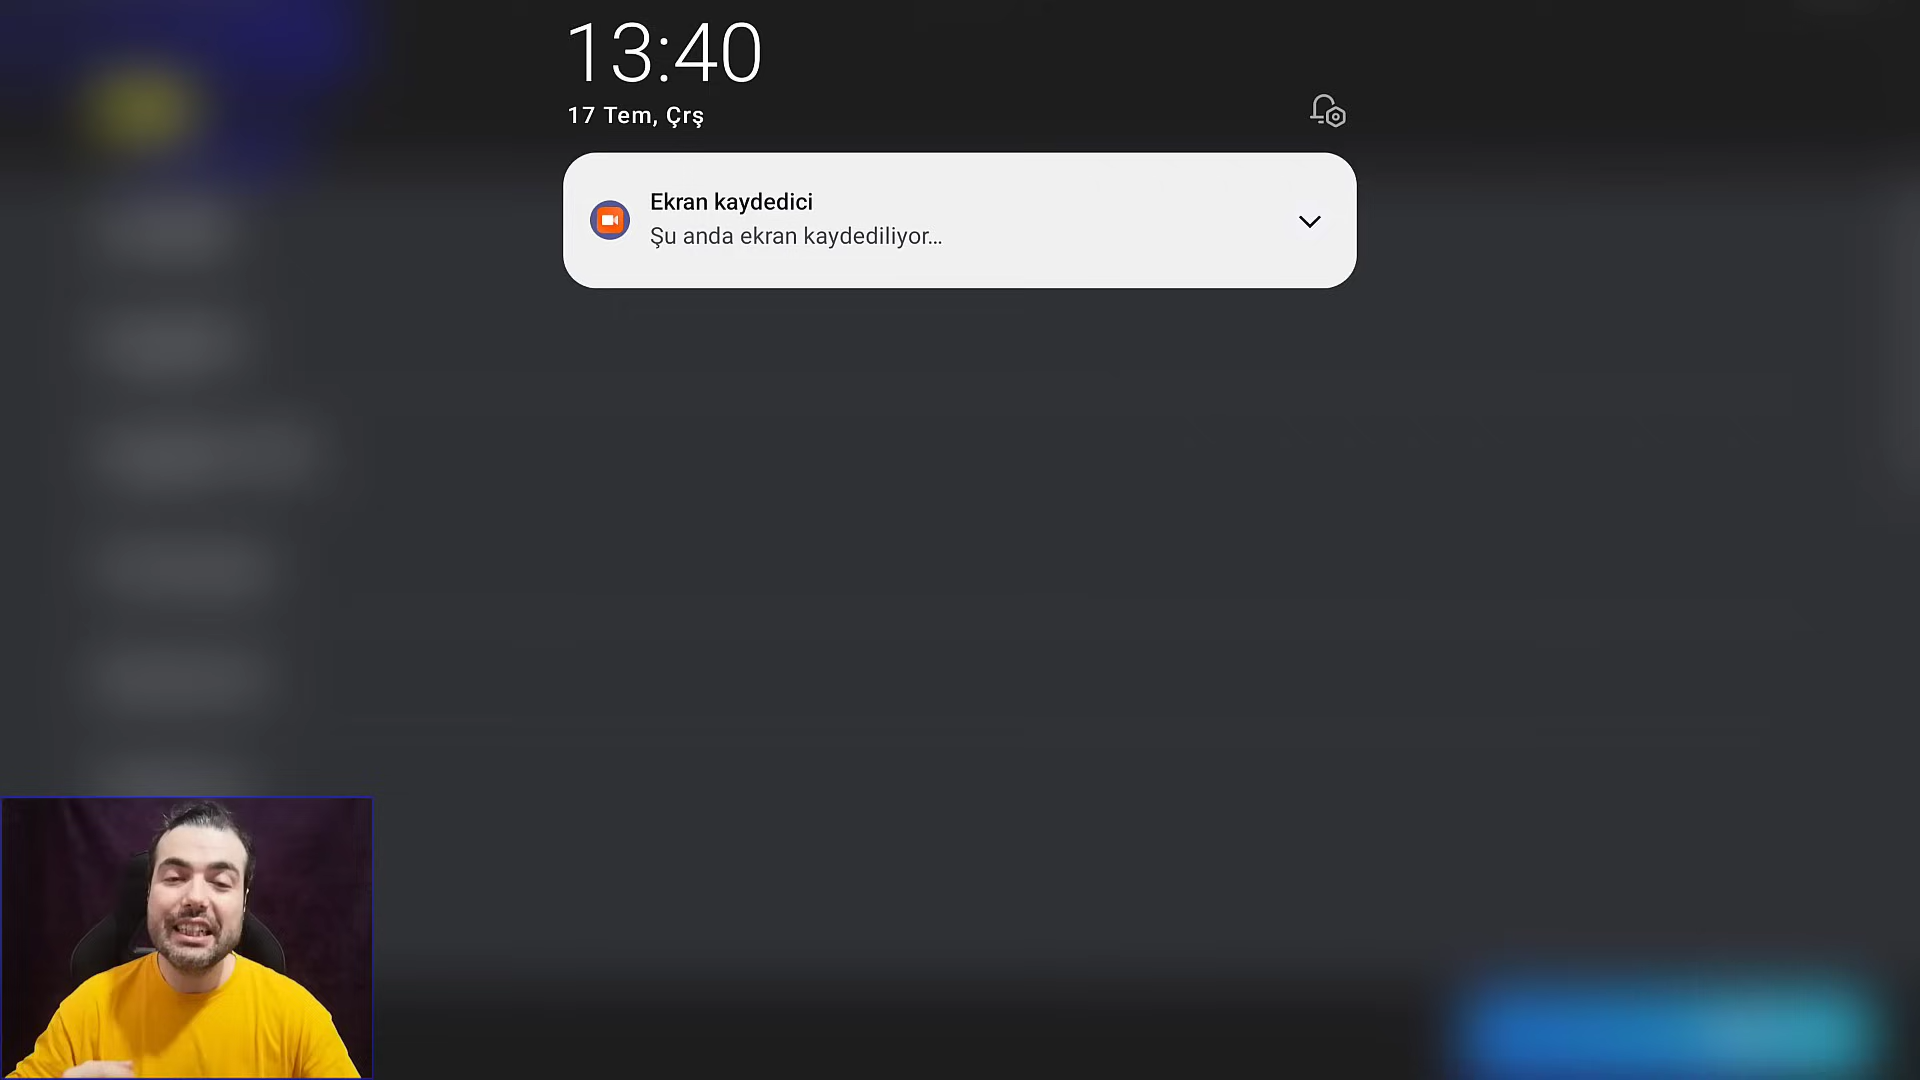 13:40
17 Tem, Çrş
Ekran kaydedici
Şu anda ekran kaydediliyor…